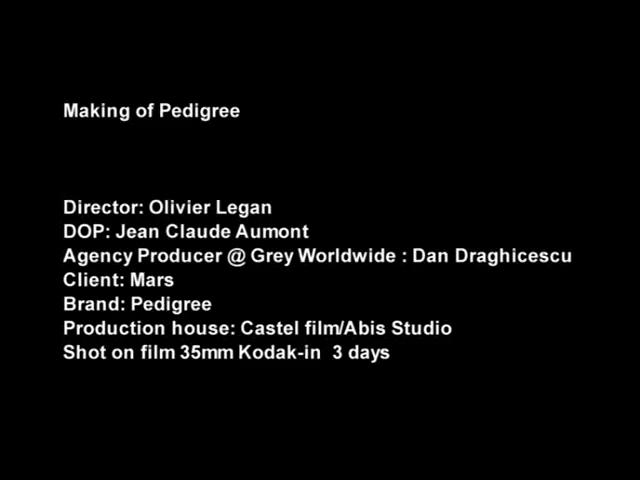 Making of Pedigree
Director: Olivier Legan
DOP: Jean Claude Aumont
Agency Producer @ Grey Worldwide : Dan Draghicescu
Client: Mars
Brand: Pedigree
Production house: Castel film/Abis Studio
Shot on film 35mm Kodak-in  3 days